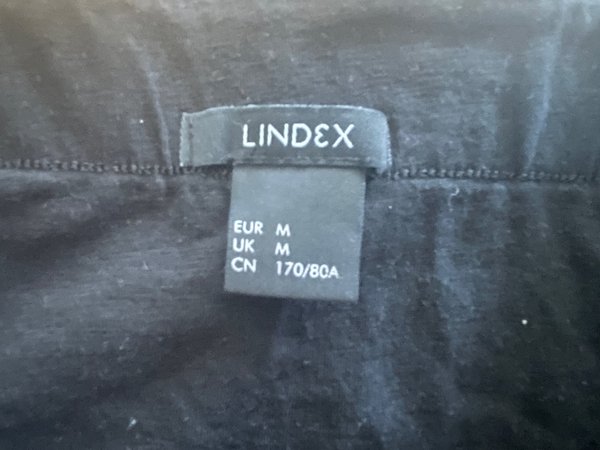 LINDEX
EUR M
UK M
CN 170/80A